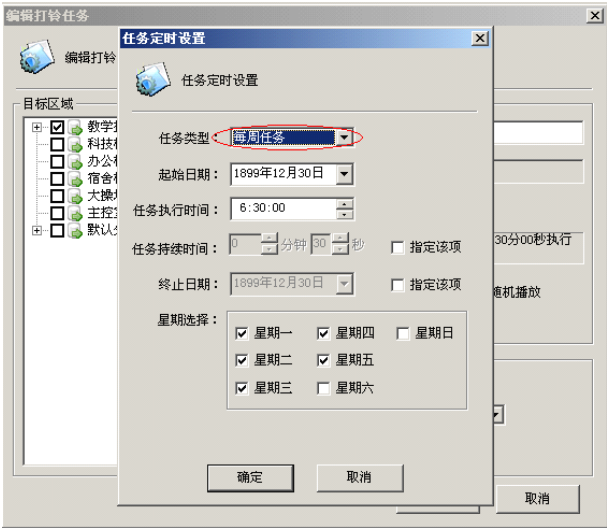 编辑打铃任务
任务定时设置
编辑打铃
任务定时设置
目标区域
教学
科技
办公
宿舍
大操
主控
默认
任务类型：
每周任务
起始日期：
1899年12月30日
任务执行时间：
6:30:00
任务持续时间：
0 分钟 30 秒
指定该项
30分00秒执行
终止日期：
1899年12月30日
指定该项
随机播放
星期选择：
星期一 星期四 星期日
星期二 星期五
星期三 星期六
确定
取消
取消